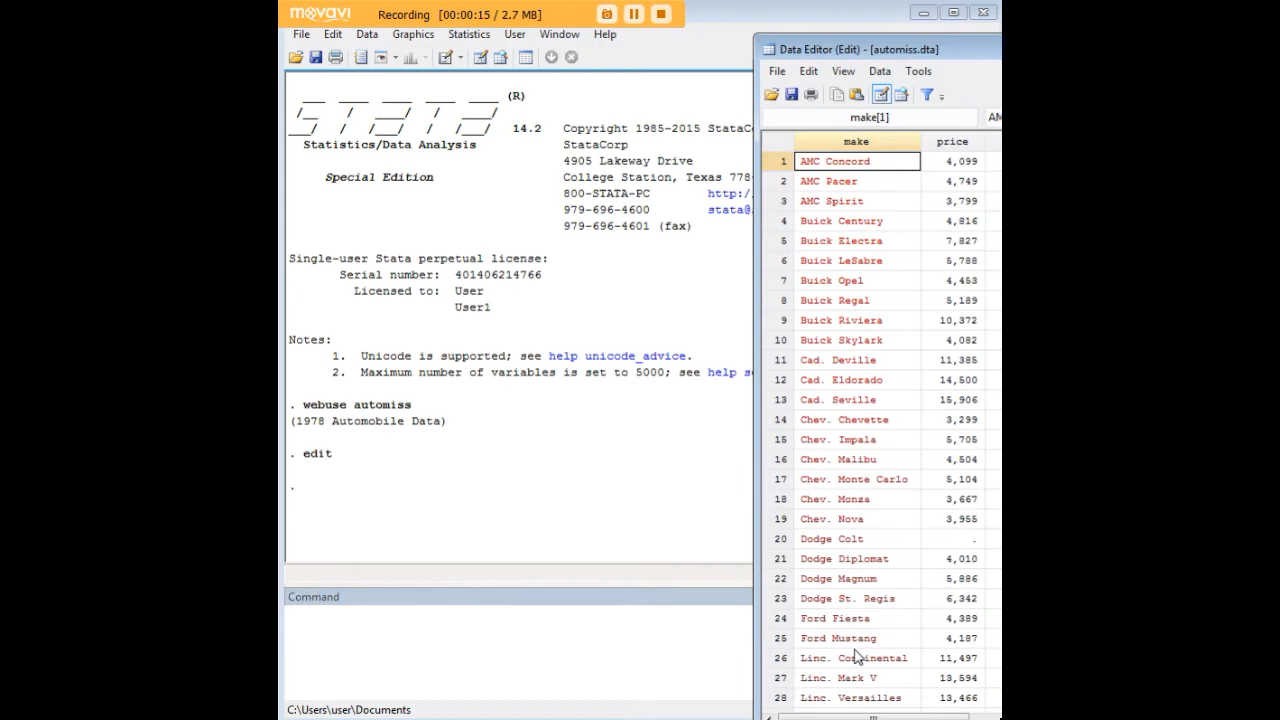 movavi Recording [00:00:15 / 2.7 MB]
File Edit Data Graphics Statistics User Window Help
(R)
14.2 Copyright 1985-2015 StataCo
Statistics/Data Analysis StataCorp
4905 Lakeway Drive
Special Edition College Station, Texas 778
800-STATA-PC http:/
979-696-4600 stata@
979-696-4601 (fax)
Single-user Stata perpetual license:
Serial number: 401406214766
Licensed to: User
User1
Notes:
1. Unicode is supported; see help unicode_advice.
2. Maximum number of variables is set to 5000; see help s
. webuse automiss
(1978 Automobile Data)
. edit
.
Command
C:\Users\user\Documents
Data Editor (Edit) - [automiss.dta]
File Edit View Data Tools
make[1] AM
make price
1 AMC Concord 4,099
2 AMC Pacer 4,749
3 AMC Spirit 3,799
4 Buick Century 4,816
5 Buick Electra 7,827
6 Buick LeSabre 5,788
7 Buick Opel 4,453
8 Buick Regal 5,189
9 Buick Riviera 10,372
10 Buick Skylark 4,082
11 Cad. Deville 11,385
12 Cad. Eldorado 14,500
13 Cad. Seville 15,906
14 Chev. Chevette 3,299
15 Chev. Impala 5,705
16 Chev. Malibu 4,504
17 Chev. Monte Carlo 5,104
18 Chev. Monza 3,667
19 Chev. Nova 3,955
20 Dodge Colt .
21 Dodge Diplomat 4,010
22 Dodge Magnum 5,886
23 Dodge St. Regis 6,342
24 Ford Fiesta 4,389
25 Ford Mustang 4,187
26 Linc. Continental 11,497
27 Linc. Mark V 13,594
28 Linc. Versailles 13,466